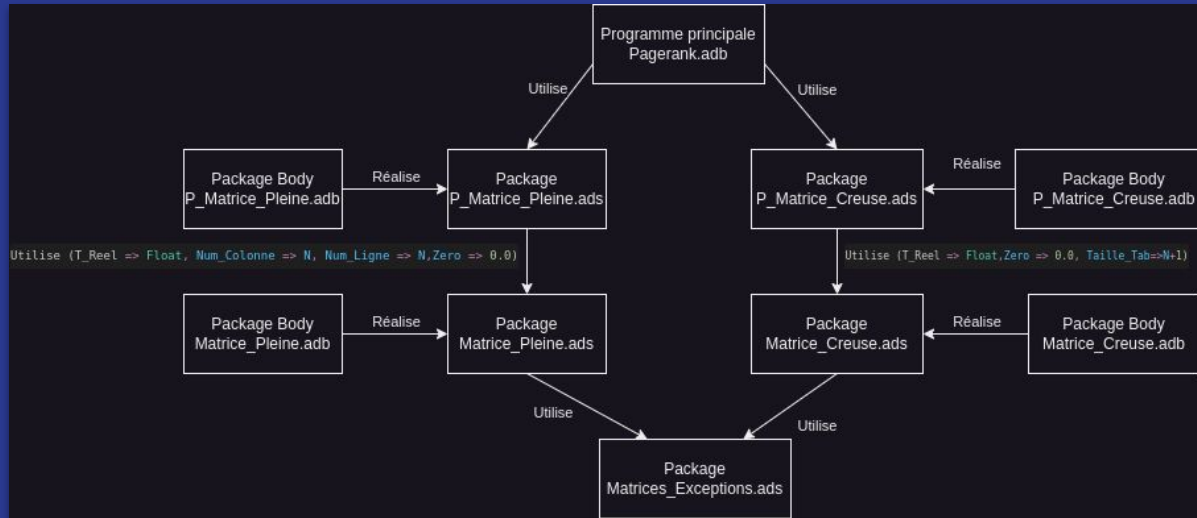 Programme principale
Pagerank.adb
Utilise
Utilise
Package Body
P_Matrice_Pleine.adb
Réalise
Package
P_Matrice_Pleine.ads
Package
P_Matrice_Creuse.ads
Réalise
Package Body
P_Matrice_Creuse.adb
Utilise (T_Reel => Float, Num_Colonne => N, Num_Ligne => N,Zero => 0.0)
Utilise (T_Reel => Float,Zero => 0.0, Taille_Tab=>N+1)
Package Body
Matrice_Pleine.adb
Réalise
Package
Matrice_Pleine.ads
Package
Matrice_Creuse.ads
Réalise
Package Body
Matrice_Creuse.adb
Utilise
Utilise
Package
Matrices_Exceptions.ads